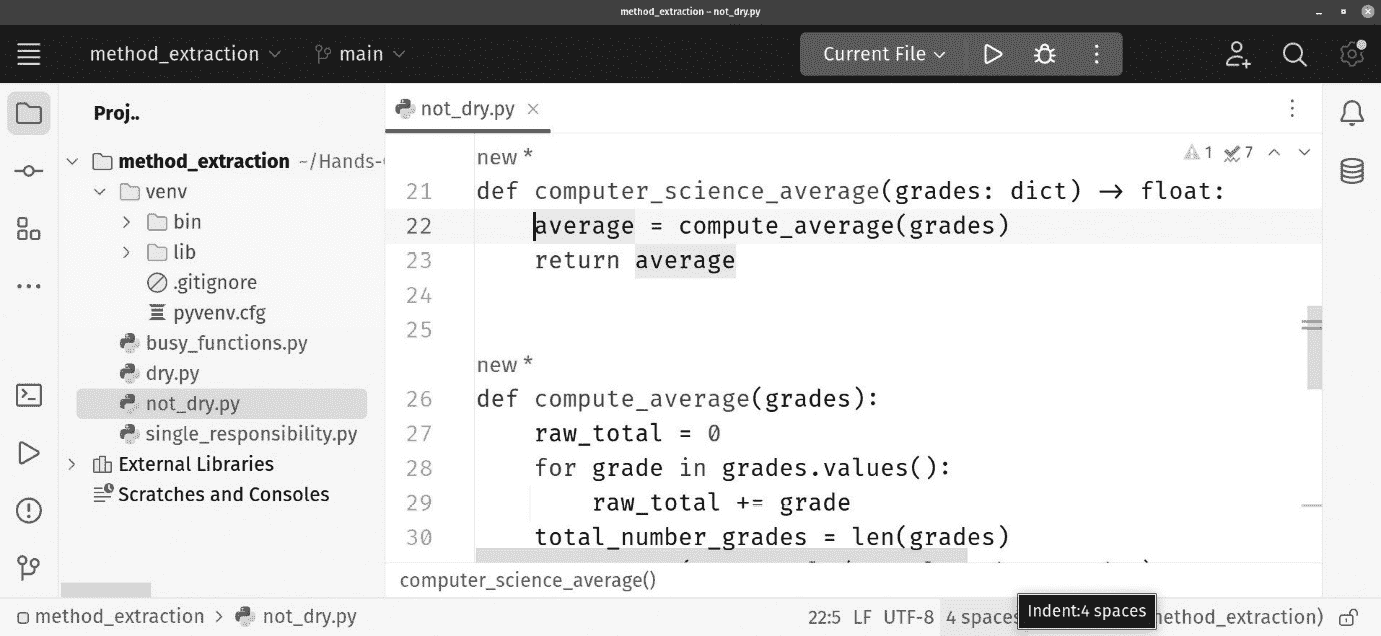 method_extraction – not_dry.py
method_extraction main Current File
Proj..
method_extraction ~/Hands-
venv
bin
lib
.gitignore
pyvenv.cfg
busy_functions.py
dry.py
not_dry.py
single_responsibility.py
External Libraries
Scratches and Consoles
not_dry.py
1 7
new *
21 def computer_science_average(grades: dict) → float:
22 average = compute_average(grades)
23 return average
24
25
new *
26 def compute_average(grades):
27 raw_total = 0
28 for grade in grades.values():
29 raw_total += grade
30 total_number_grades = len(grades)
computer_science_average()
method_extraction > not_dry.py 22:5 LF UTF-8 4 spaces ethod_extraction)
Indent:4 spaces